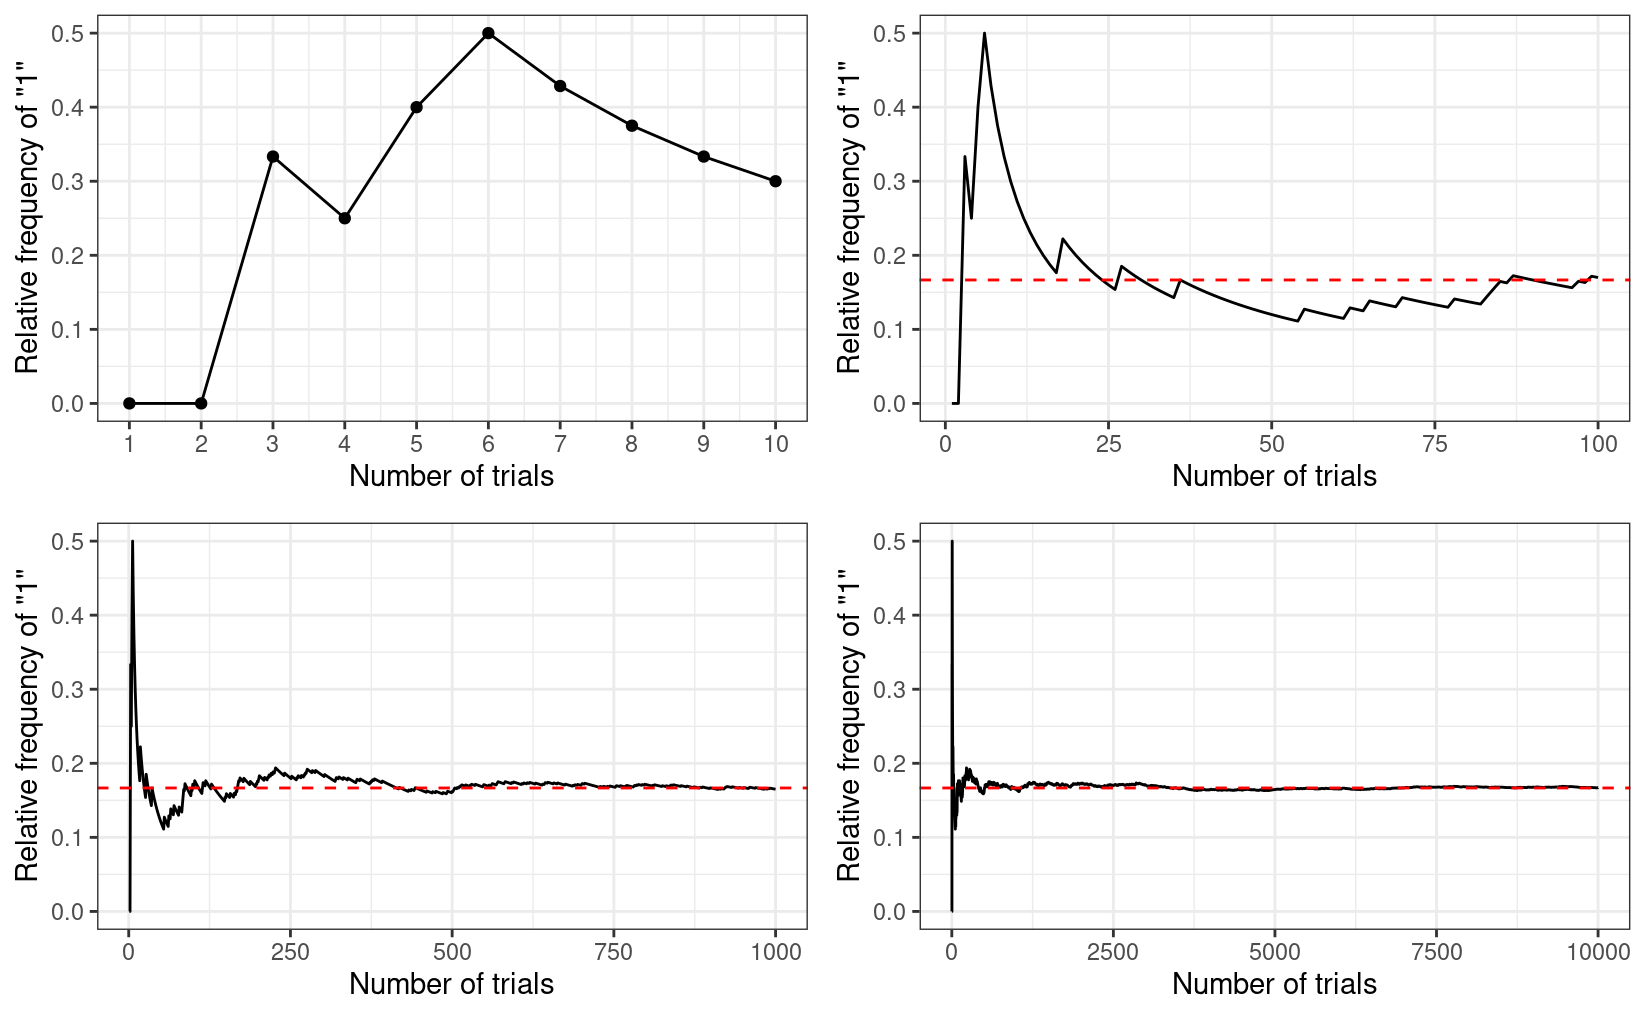 Relative frequency of "1"
0.5
0.4
0.3
0.2
0.1
0.0
1 2 3 4 5 6 7 8 9 10
Number of trials
Relative frequency of "1"
0.5
0.4
0.3
0.2
0.1
0.0
0 25 50 75 100
Number of trials
Relative frequency of "1"
0.5
0.4
0.3
0.2
0.1
0.0
0 250 500 750 1000
Number of trials
Relative frequency of "1"
0.5
0.4
0.3
0.2
0.1
0.0
0 2500 5000 7500 10000
Number of trials